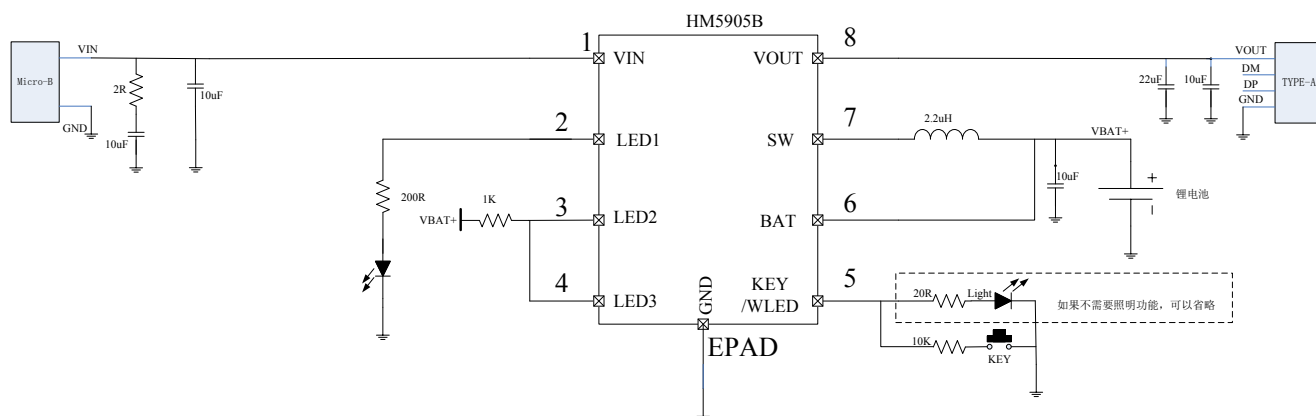 HM5905B
Micro-B
VIN
GND
2R
10uF
10uF
1
VIN
VOUT
8
22uF
10uF
VOUT
DM
DP
GND
TYPE-A
2
LED1
SW
7
2.2uH
VBAT+
10uF
锂电池
200R
VBAT+
1K
3
LED2
BAT
6
4
LED3
GND
EPAD
KEY
/WLED
5
20R
Light
如果不需要照明功能，可以省略
10K
KEY